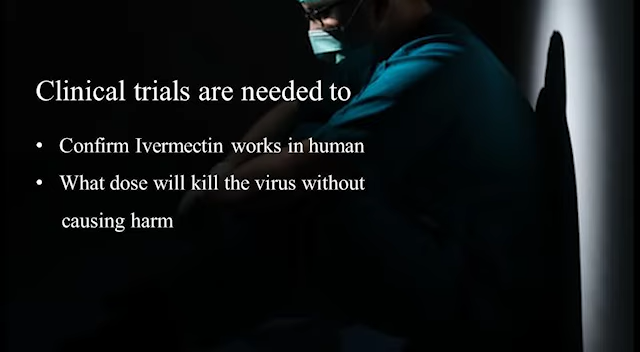 Clinical trials are needed to
• Confirm Ivermectin works in human
• What dose will kill the virus without
causing harm